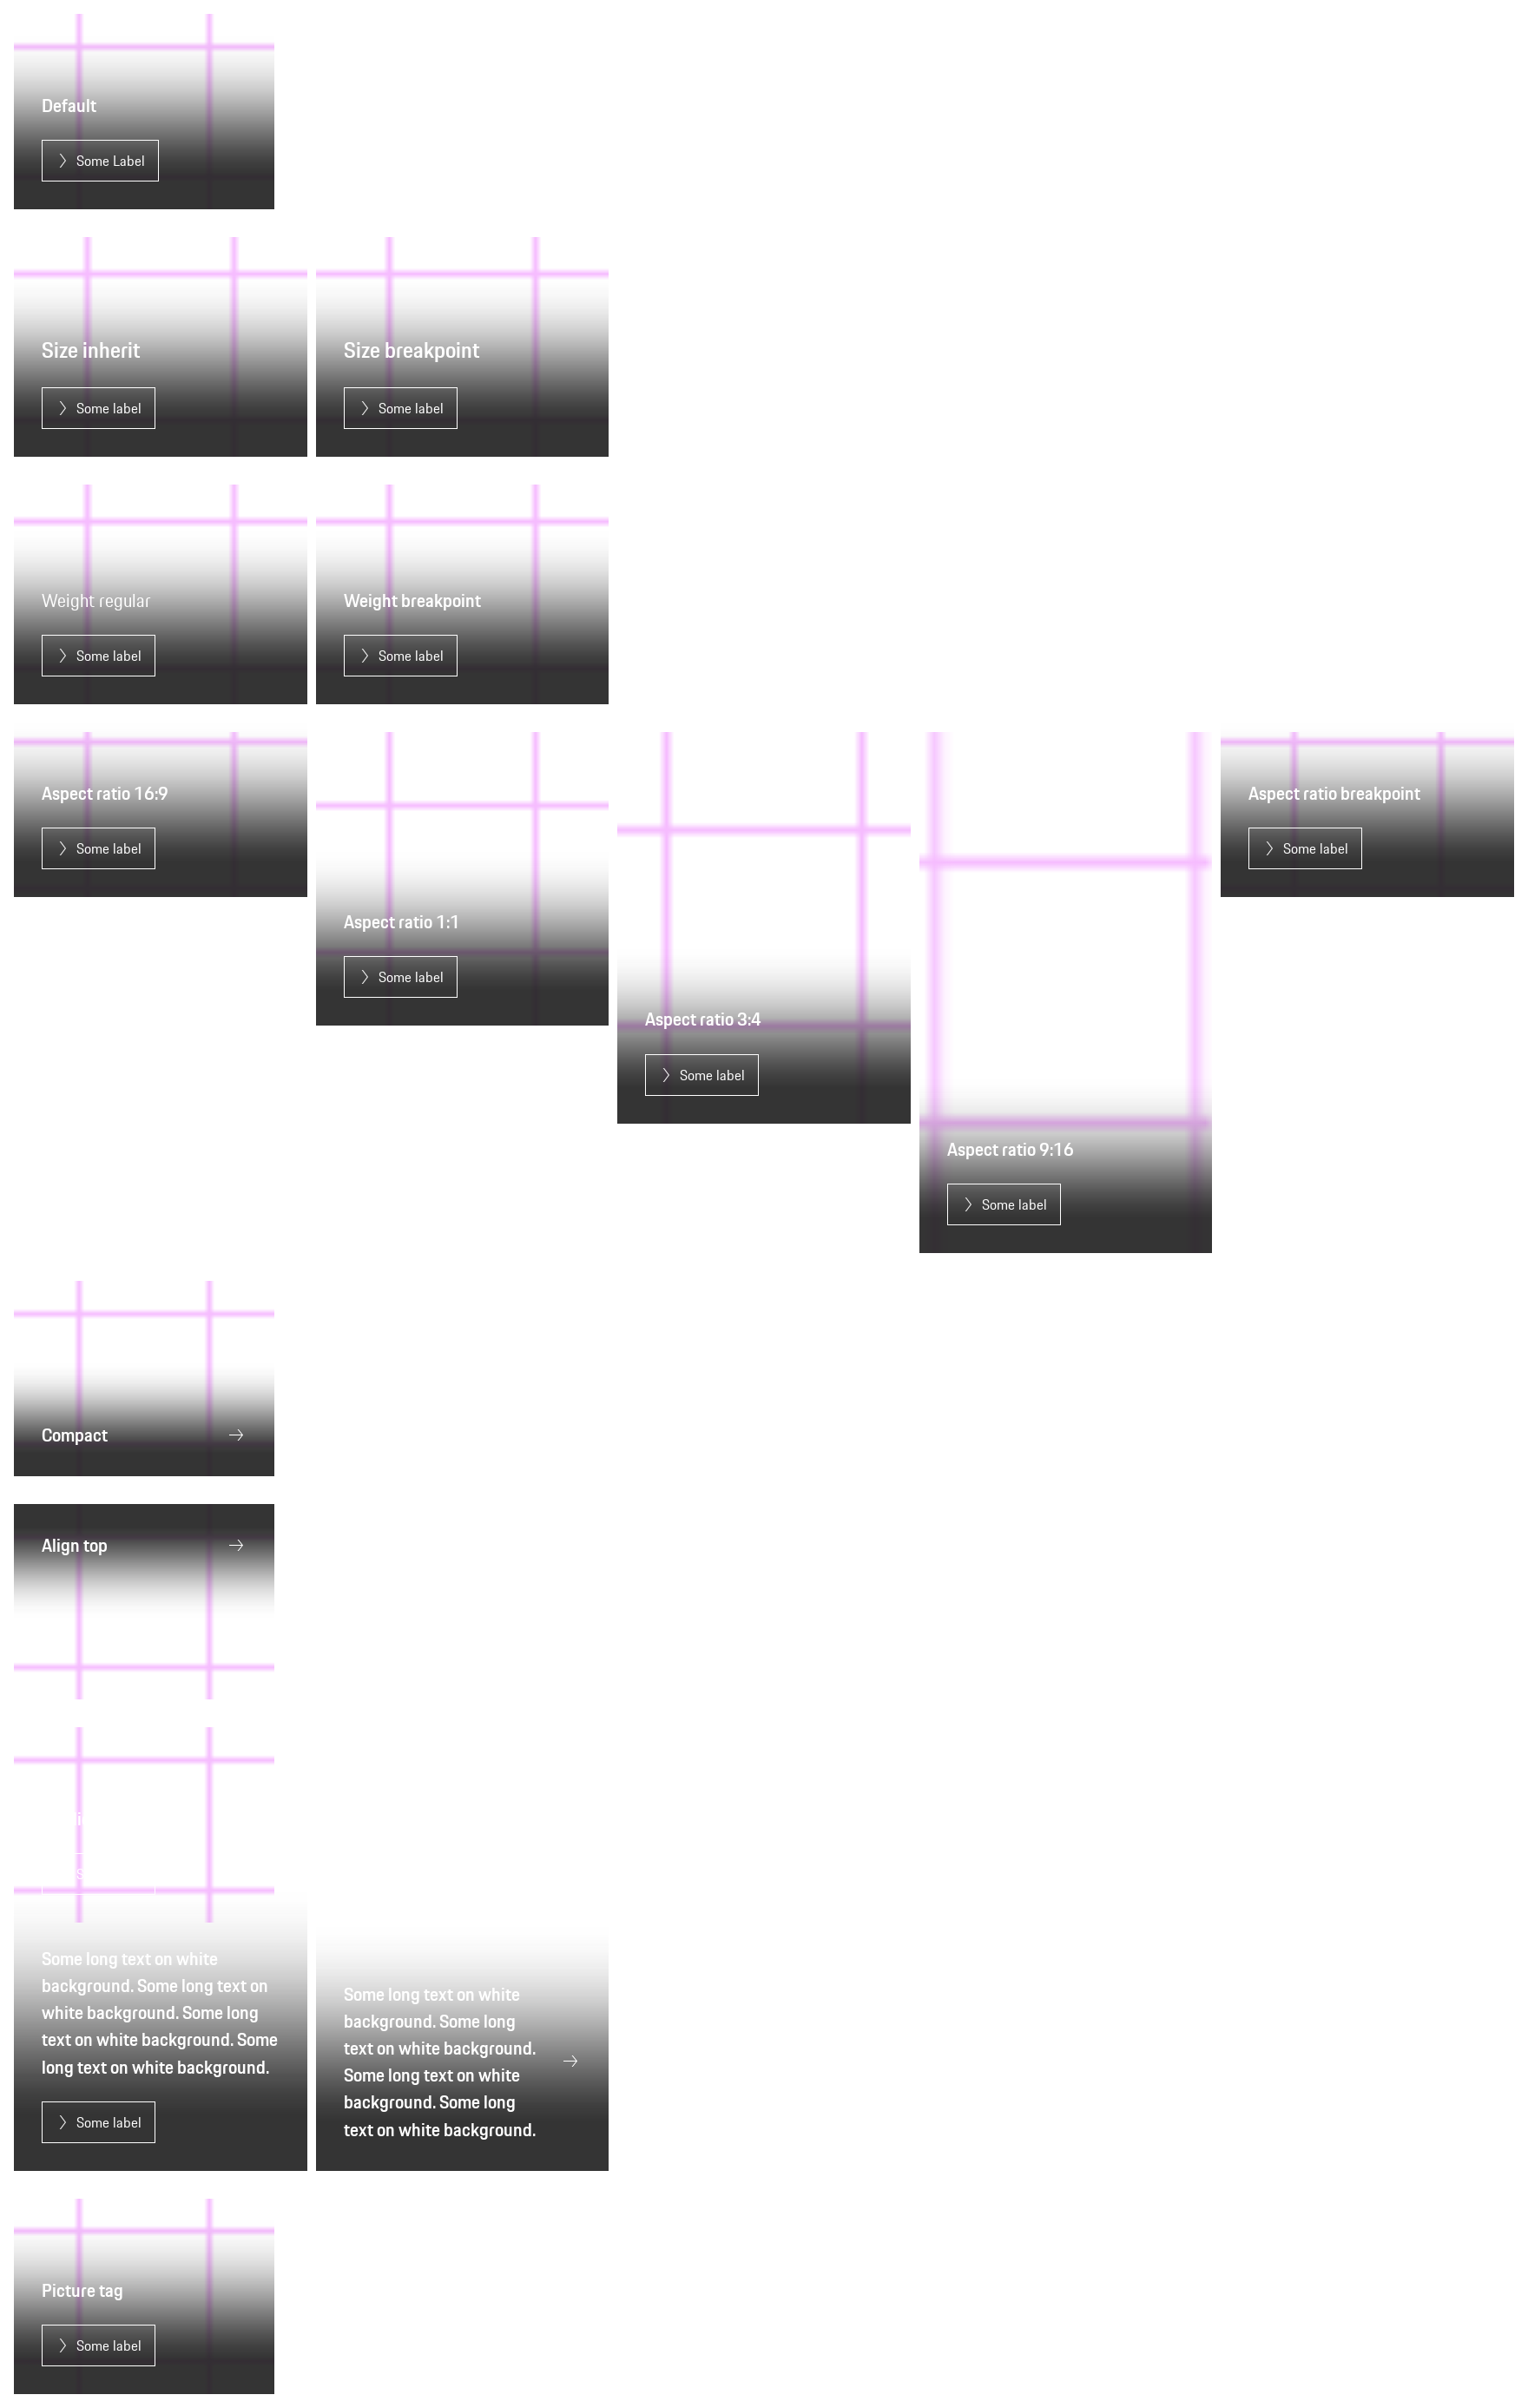 Default
Some Label
Size inherit
Size breakpoint
Some label
Some label
Weight regular
Weight breakpoint
Some label
Some label
Aspect ratio 16:9
Some label
Aspect ratio 1:1
Some label
Aspect ratio 3:4
Some label
Aspect ratio 9:16
Some label
Aspect ratio breakpoint
Some label
Compact
Align top
Some long text on white
background. Some long text on
white background. Some long
text on white background. Some
long text on white background.
Some label
Some long text on white
background. Some long
text on white background.
Some long text on white
background. Some long
text on white background.
Picture tag
Some label